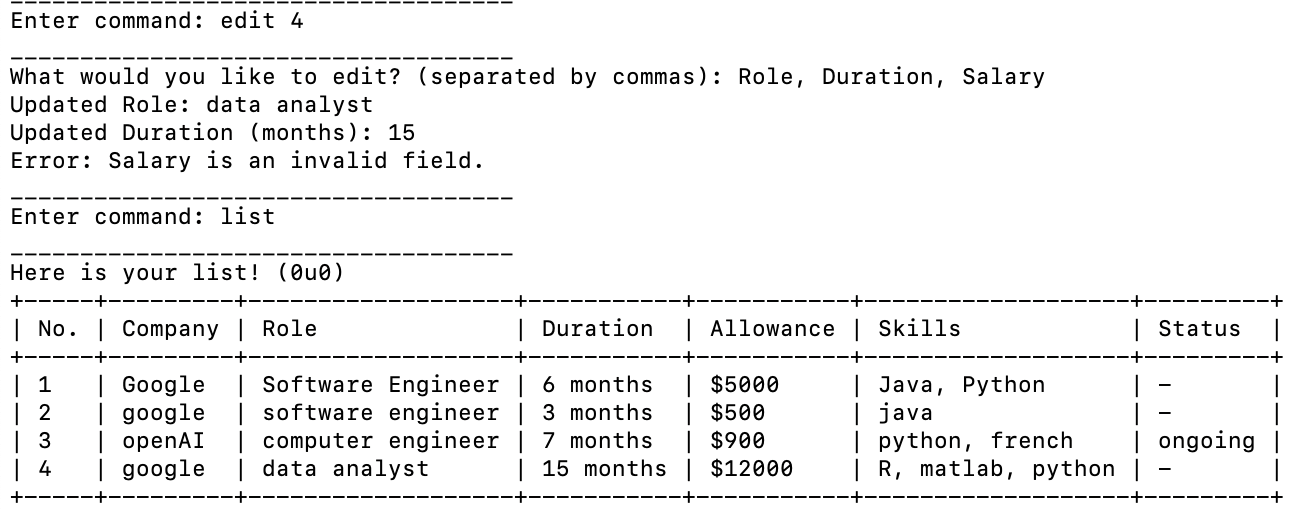 ____________________________________
Enter command: edit 4
____________________________________
What would you like to edit? (separated by commas): Role, Duration, Salary
Updated Role: data analyst
Updated Duration (months): 15
Error: Salary is an invalid field.
____________________________________
Enter command: list
____________________________________
Here is your list! (0u0)
+-----+---------+-------------------+-----------+-----------+-------------------+---------+
| No. | Company | Role              | Duration  | Allowance | Skills            | Status  |
+-----+---------+-------------------+-----------+-----------+-------------------+---------+
| 1   | Google  | Software Engineer | 6 months  | $5000     | Java, Python      | -       |
| 2   | google  | software engineer | 3 months  | $500      | java              | -       |
| 3   | openAI  | computer engineer | 7 months  | $900      | python, french    | ongoing |
| 4   | google  | data analyst      | 15 months | $12000    | R, matlab, python | -       |
+-----+---------+-------------------+-----------+-----------+-------------------+---------+